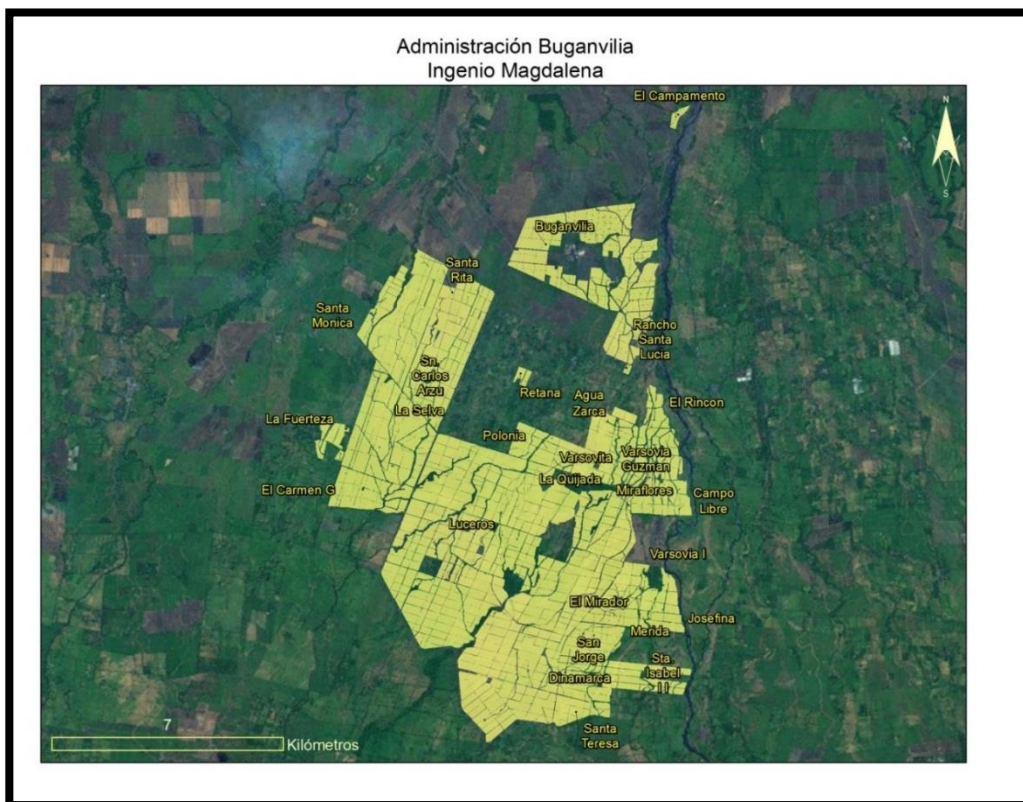 Administración Buganvilia
Ingenio Magdalena
El Campamento
N
S
Buganvilia
Santa
Rita
Santa
Monica
Rancho
Santa
Lucia
Sn.
Carlos
Arzú
La Selva
Retana
Agua
Zarca
El Rincon
La Fuerteza
Polonia
Varsovita
Varsovia
Guzman
La Quijada
Miraflores
El Carmen G
Campo
Libre
Luceros
Varsovia I
El Mirador
Josefina
Merida
San
Jorge
Sta.
Isabel
I I
Dinamarca
Santa
Teresa
7
Kilómetros